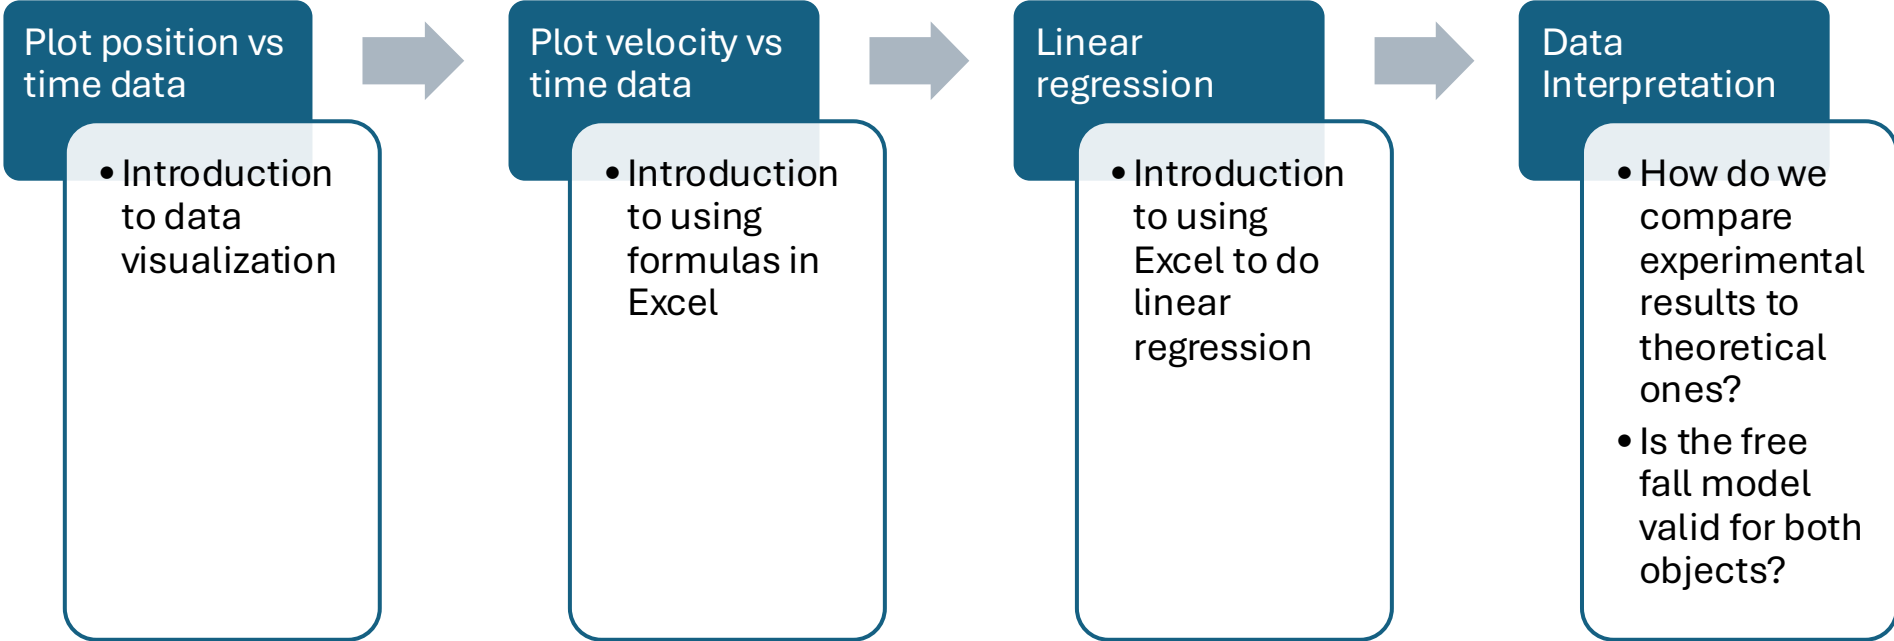 Plot position vs
time data
• Introduction
to data
visualization
Plot velocity vs
time data
• Introduction
to using
formulas in
Excel
Linear
regression
• Introduction
to using
Excel to do
linear
regression
Data
Interpretation
• How do we
compare
experimental
results to
theoretical
ones?
• Is the free
fall model
valid for both
objects?